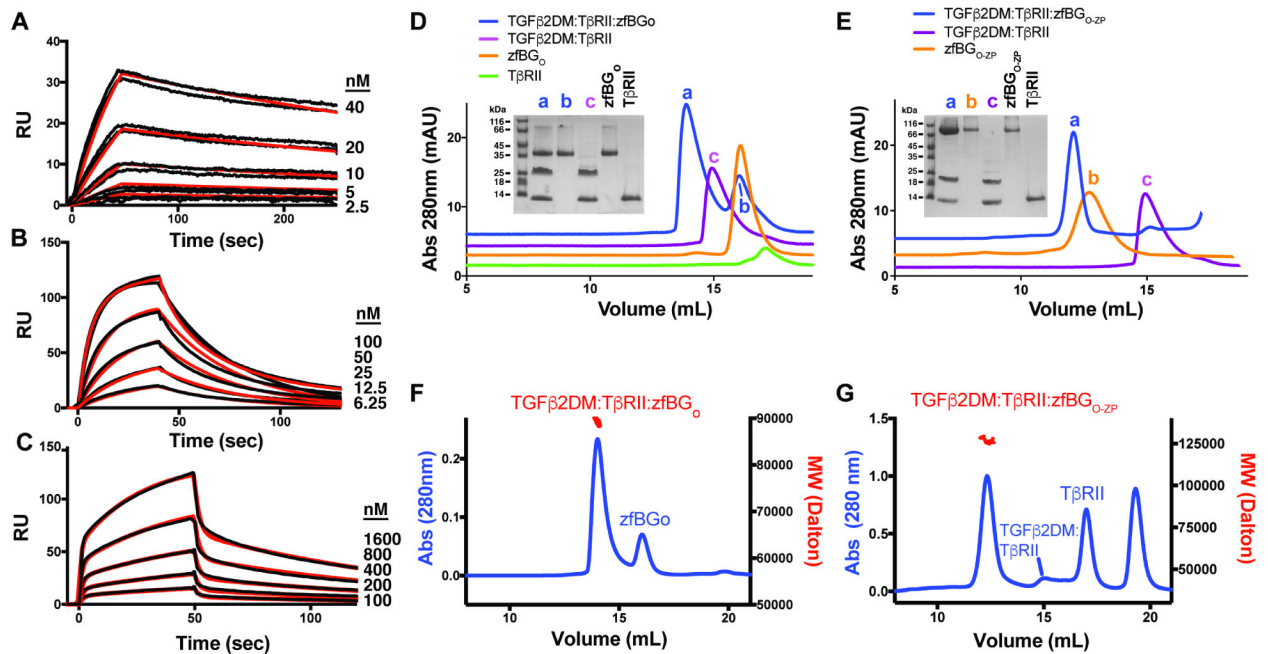 A
RU
40
30
20
10
0
0
100
200
Time (sec)
nM
40
20
10
5
2.5
B
RU
150
100
50
0
0
50
100
Time (sec)
nM
100
50
25
12.5
6.25
C
RU
150
100
50
0
0
50
100
Time (sec)
nM
1600
800
400
200
100
D
TGFβ2DM:TβRII:zfBGo
TGFβ2DM:TβRII
zfBGO
TβRII
Abs 280nm (mAU)
20
10
0
5
10
15
Volume (mL)
kDa
116
66
45
35
25
18
14
a b c zfBGO TβRII
a
c
b
E
TGFβ2DM:TβRII:zfBGO-ZP
TGFβ2DM:TβRII
zfBGO-ZP
Abs 280nm (mAU)
20
10
0
5
10
15
Volume (mL)
kDa
116
66
45
35
25
18
14
a b c zfBGO-ZP TβRII
a
b
c
F
TGFβ2DM:TβRII:zfBGo
Abs (280nm)
0.2
0.1
0.0
zfBGo
90000
80000
70000
60000
50000
MW (Dalton)
10
15
20
Volume (mL)
G
TGFβ2DM:TβRII:zfBGO-ZP
Abs (280 nm)
1.5
1.0
0.5
0.0
TβRII
TGFβ2DM:
TβRII
125000
100000
75000
50000
MW (Dalton)
10
15
20
Volume (mL)